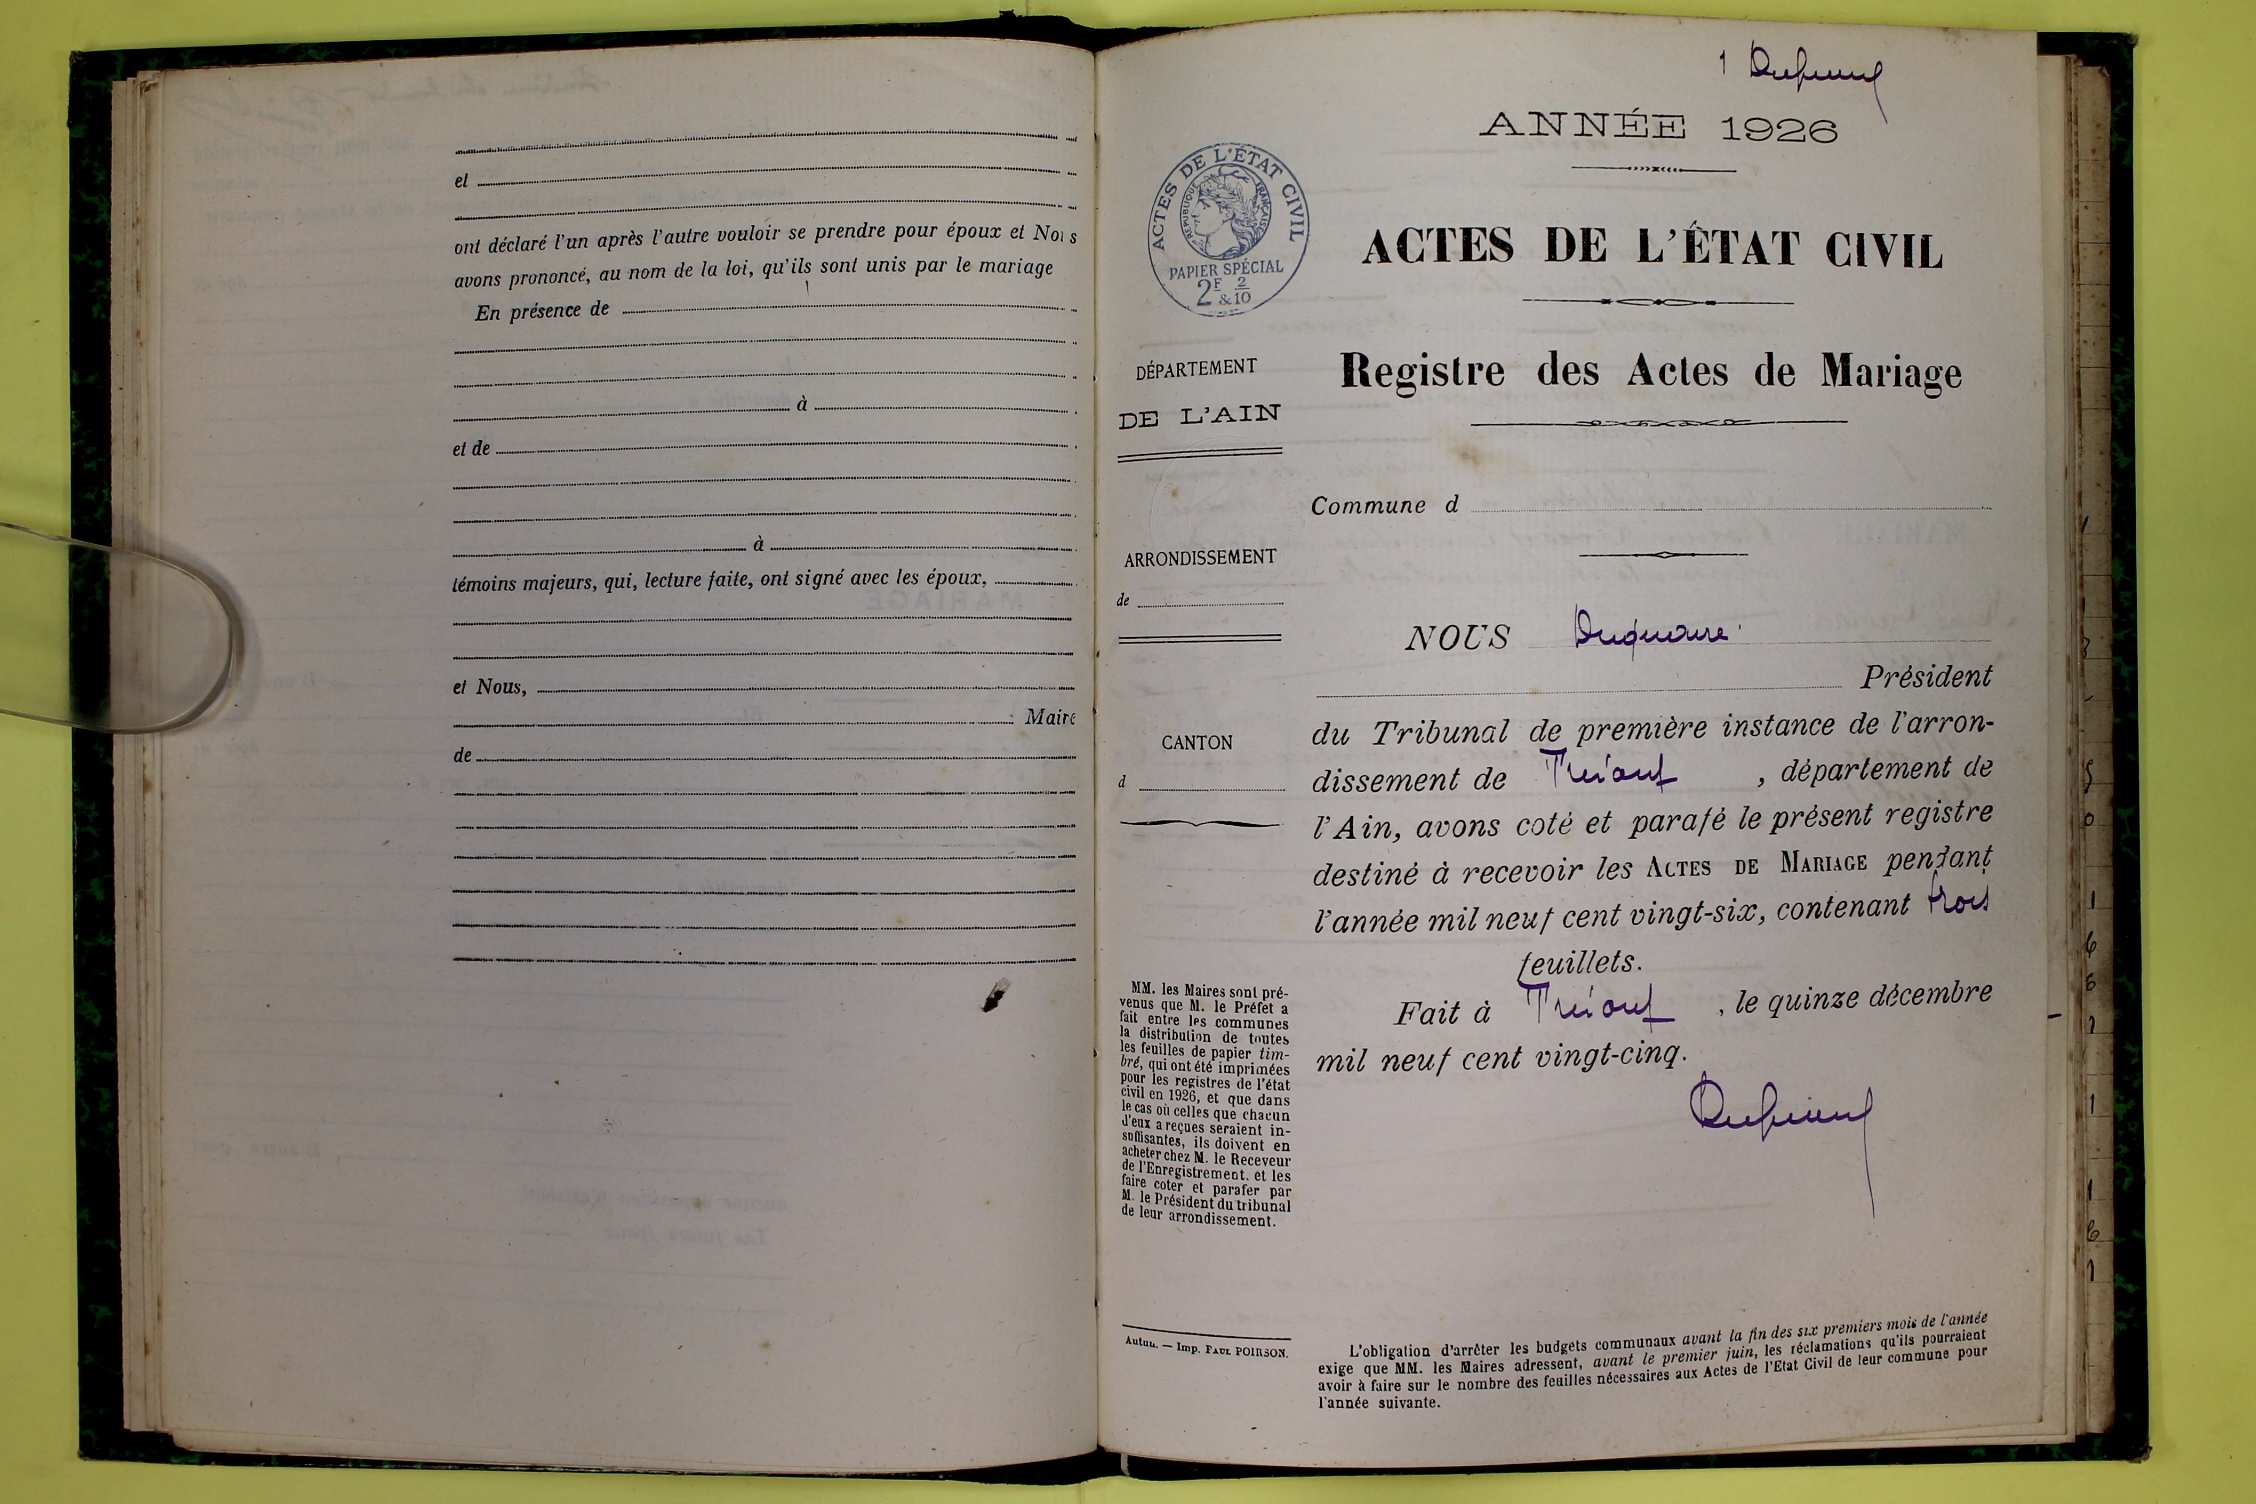 et
ont déclaré l'un après l'autre vouloir se prendre pour époux et Nous
avons prononcé, au nom de la loi, qu'ils sont unis par le mariage
En présence de
à
et de
à
témoins majeurs, qui, lecture faite, ont signé avec les époux,
et Nous,
Maire
de
1
ANNÉE 1926
ACTES DE L'ÉTAT CIVIL
RÉPUBLIQUE FRANÇAISE
PAPIER SPÉCIAL
2F 2
& 10
ACTES DE L'ÉTAT CIVIL
Registre des Actes de Mariage
DÉPARTEMENT
DE L'AIN
Commune d
ARRONDISSEMENT
de
NOUS
Président
du Tribunal de première instance de l'arron-
dissement de Trévoux, département de
l'Ain, avons coté et parafé le présent registre
destiné à recevoir les ACTES DE MARIAGE pendant
l'année mil neuf cent vingt-six, contenant trois
feuillets.
Fait à Trévoux, le quinze décembre
mil neuf cent vingt-cinq.
CANTON
d
MM. les Maires sont pré-
venus que M. le Préfet a
fait entre les communes
la distribution de toutes
les feuilles de papier tim-
bré, qui ont été imprimées
pour les registres de l'état
civil en 1926, et que dans
le cas où celles que chacun
d'eux a reçues seraient in-
suffisantes, ils doivent en
acheter chez M. le Receveur
de l'Enregistrement, et les
faire coter et parafer par
M. le Président du tribunal
de leur arrondissement.
Autun. — Imp. PAUL POIRSON.
L'obligation d'arrêter les budgets communaux avant la fin des six premiers mois de l'année
exige que MM. les Maires adressent, avant le premier juin, les réclamations qu'ils pourraient
avoir à faire sur le nombre des feuilles nécessaires aux Actes de l'Etat Civil de leur commune pour
l'année suivante.